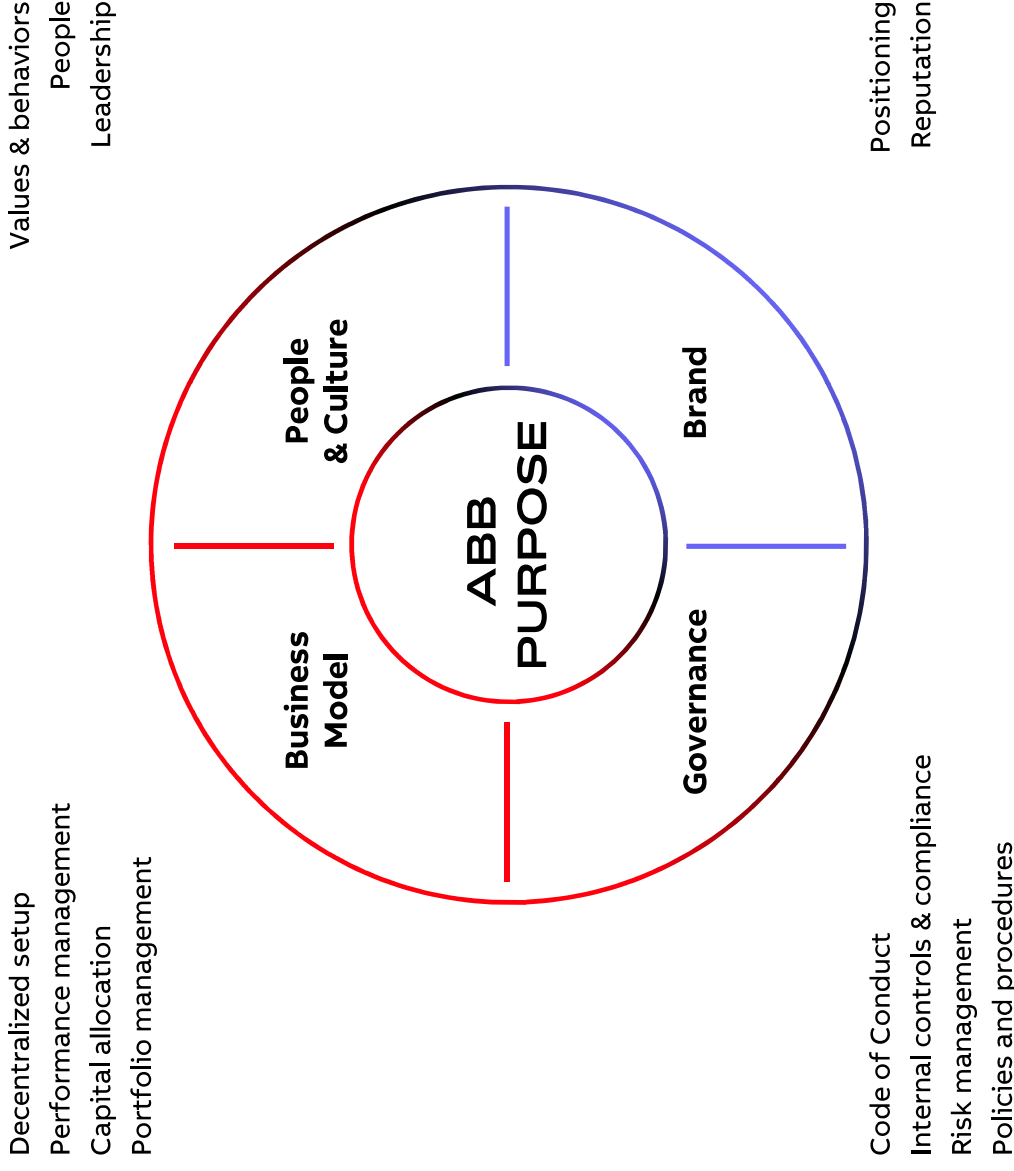 Decentralized setup
Performance management
Capital allocation
Portfolio management
Values & behaviors
People
Leadership
Business
Model
People
& Culture
ABB
PURPOSE
Governance
Brand
Code of Conduct
Internal controls & compliance
Risk management
Policies and procedures
Positioning
Reputation